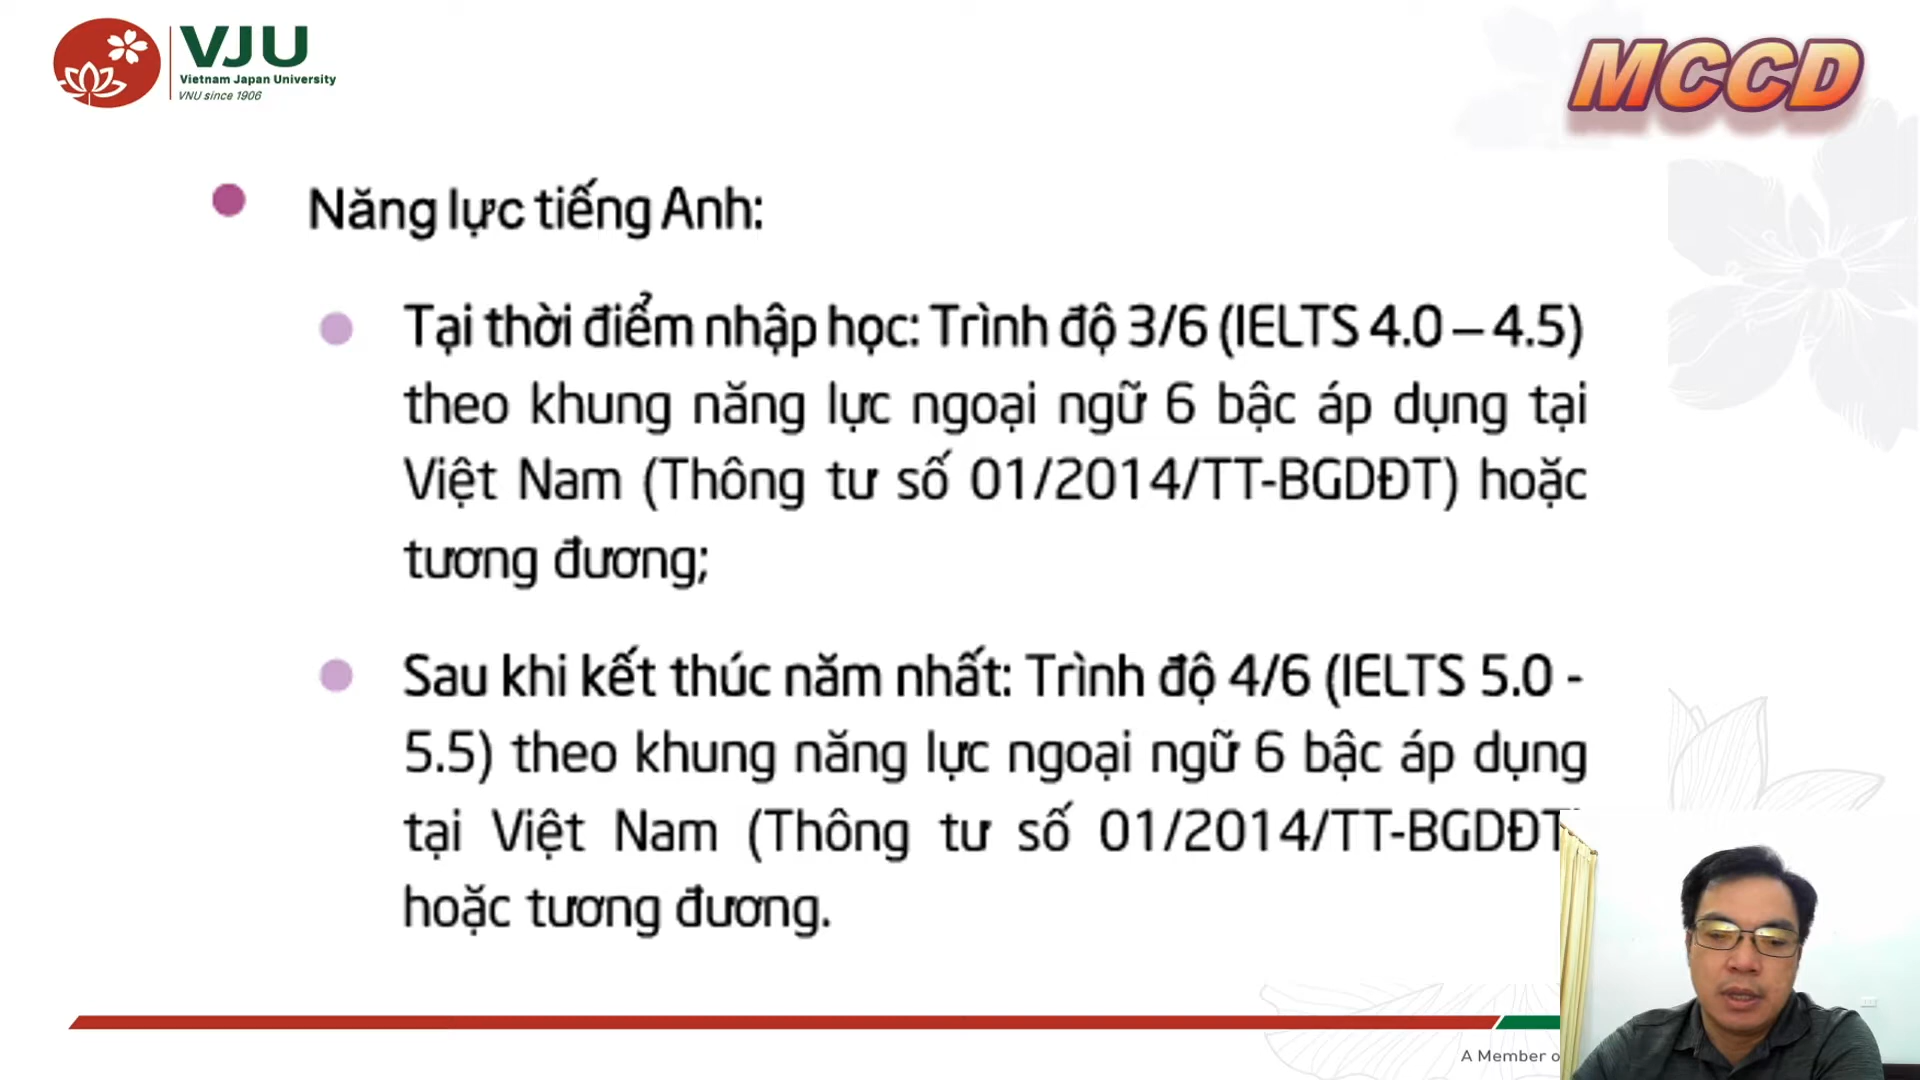 VJU
Vietnam Japan University
VNU since 1906
MCCD
Năng lực tiếng Anh:
Tại thời điểm nhập học: Trình độ 3/6 (IELTS 4.0 – 4.5)
theo khung năng lực ngoại ngữ 6 bậc áp dụng tại
Việt Nam (Thông tư số 01/2014/TT-BGDĐT) hoặc
tương đương;
Sau khi kết thúc năm nhất: Trình độ 4/6 (IELTS 5.0 -
5.5) theo khung năng lực ngoại ngữ 6 bậc áp dụng
tại Việt Nam (Thông tư số 01/2014/TT-BGDĐT
hoặc tương đương.
A Member o